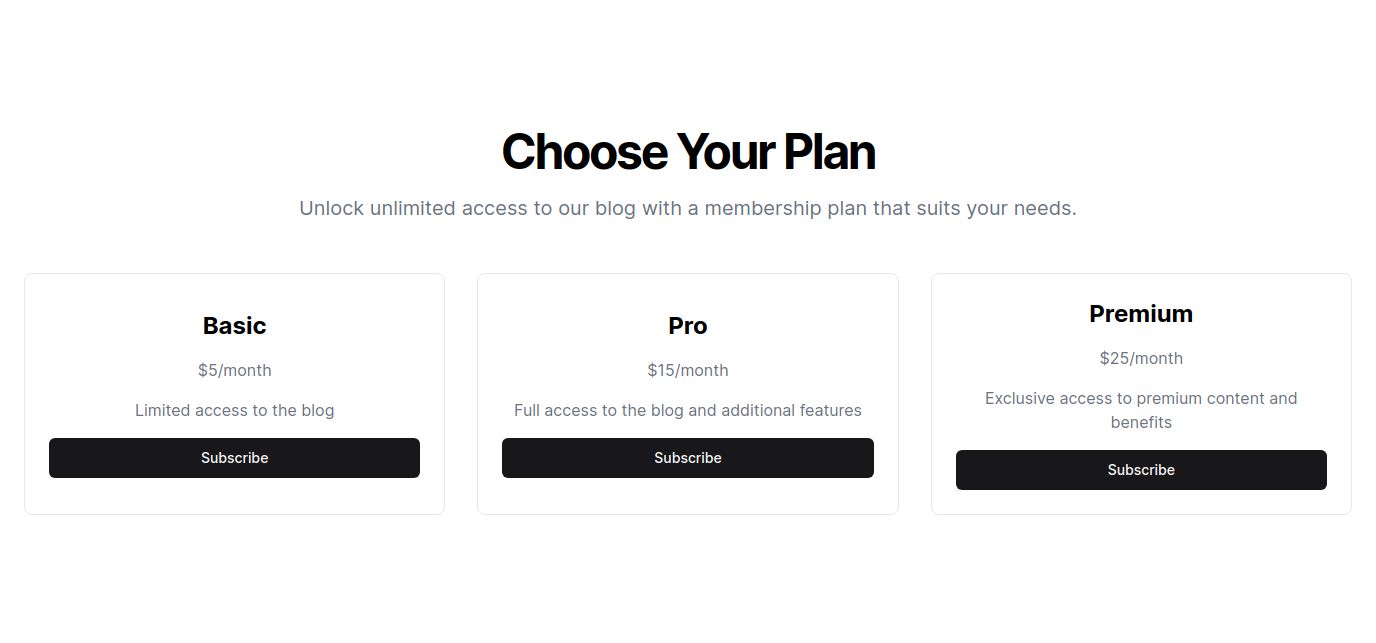 Choose Your Plan
Unlock unlimited access to our blog with a membership plan that suits your needs.
Basic
$5/month
Limited access to the blog
Subscribe
Pro
$15/month
Full access to the blog and additional features
Subscribe
Premium
$25/month
Exclusive access to premium content and
benefits
Subscribe